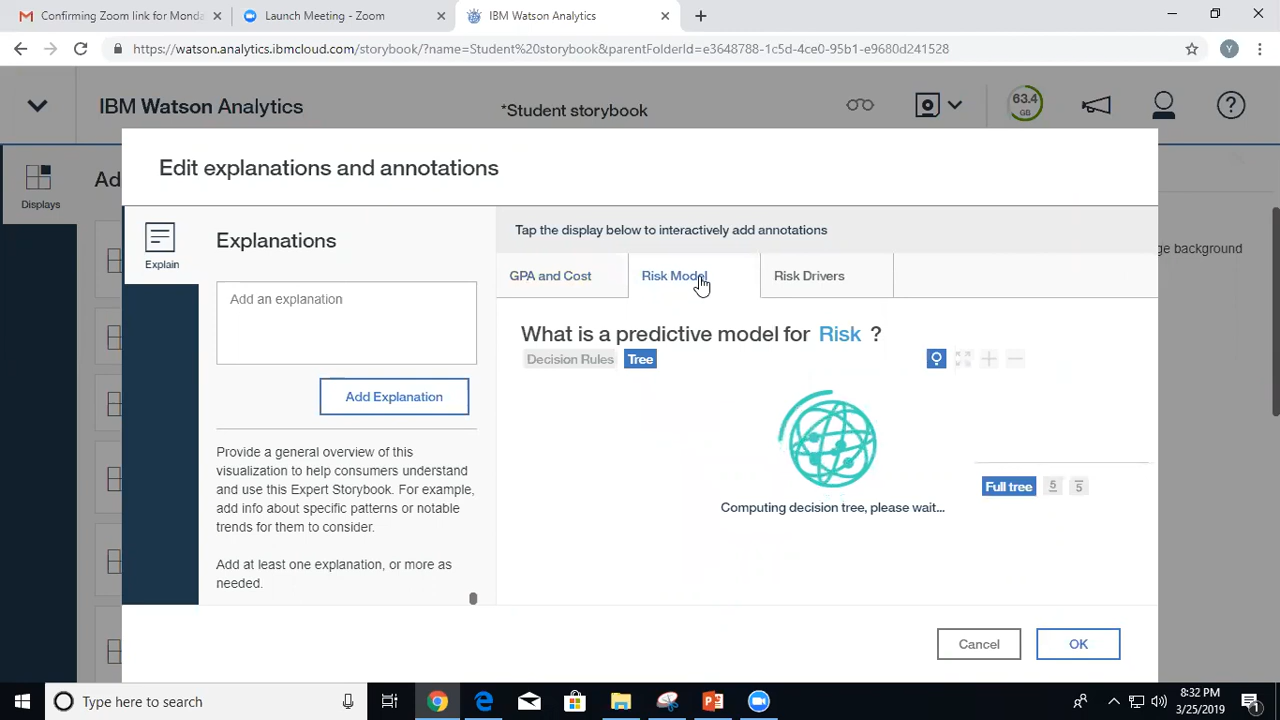 Confirming Zoom link for Monda
Launch Meeting - Zoom
IBM Watson Analytics
https://watson.analytics.ibmcloud.com/storybook/?name=Student%20storybook&parentFolderId=e3648788-1c5d-4ce0-95b1-e9680d241528
Y
IBM Watson Analytics
*Student storybook
63.4
GB
Displays
Ad
ge background
Edit explanations and annotations
Explain
Explanations
Add an explanation
Add Explanation
Provide a general overview of this
visualization to help consumers understand
and use this Expert Storybook. For example,
add info about specific patterns or notable
trends for them to consider.
Add at least one explanation, or more as
needed.
Tap the display below to interactively add annotations
GPA and Cost
Risk Model
Risk Drivers
What is a predictive model for Risk ?
Decision Rules
Tree
Computing decision tree, please wait...
Full tree
5
5
Cancel
OK
Type here to search
8:32 PM
3/25/2019